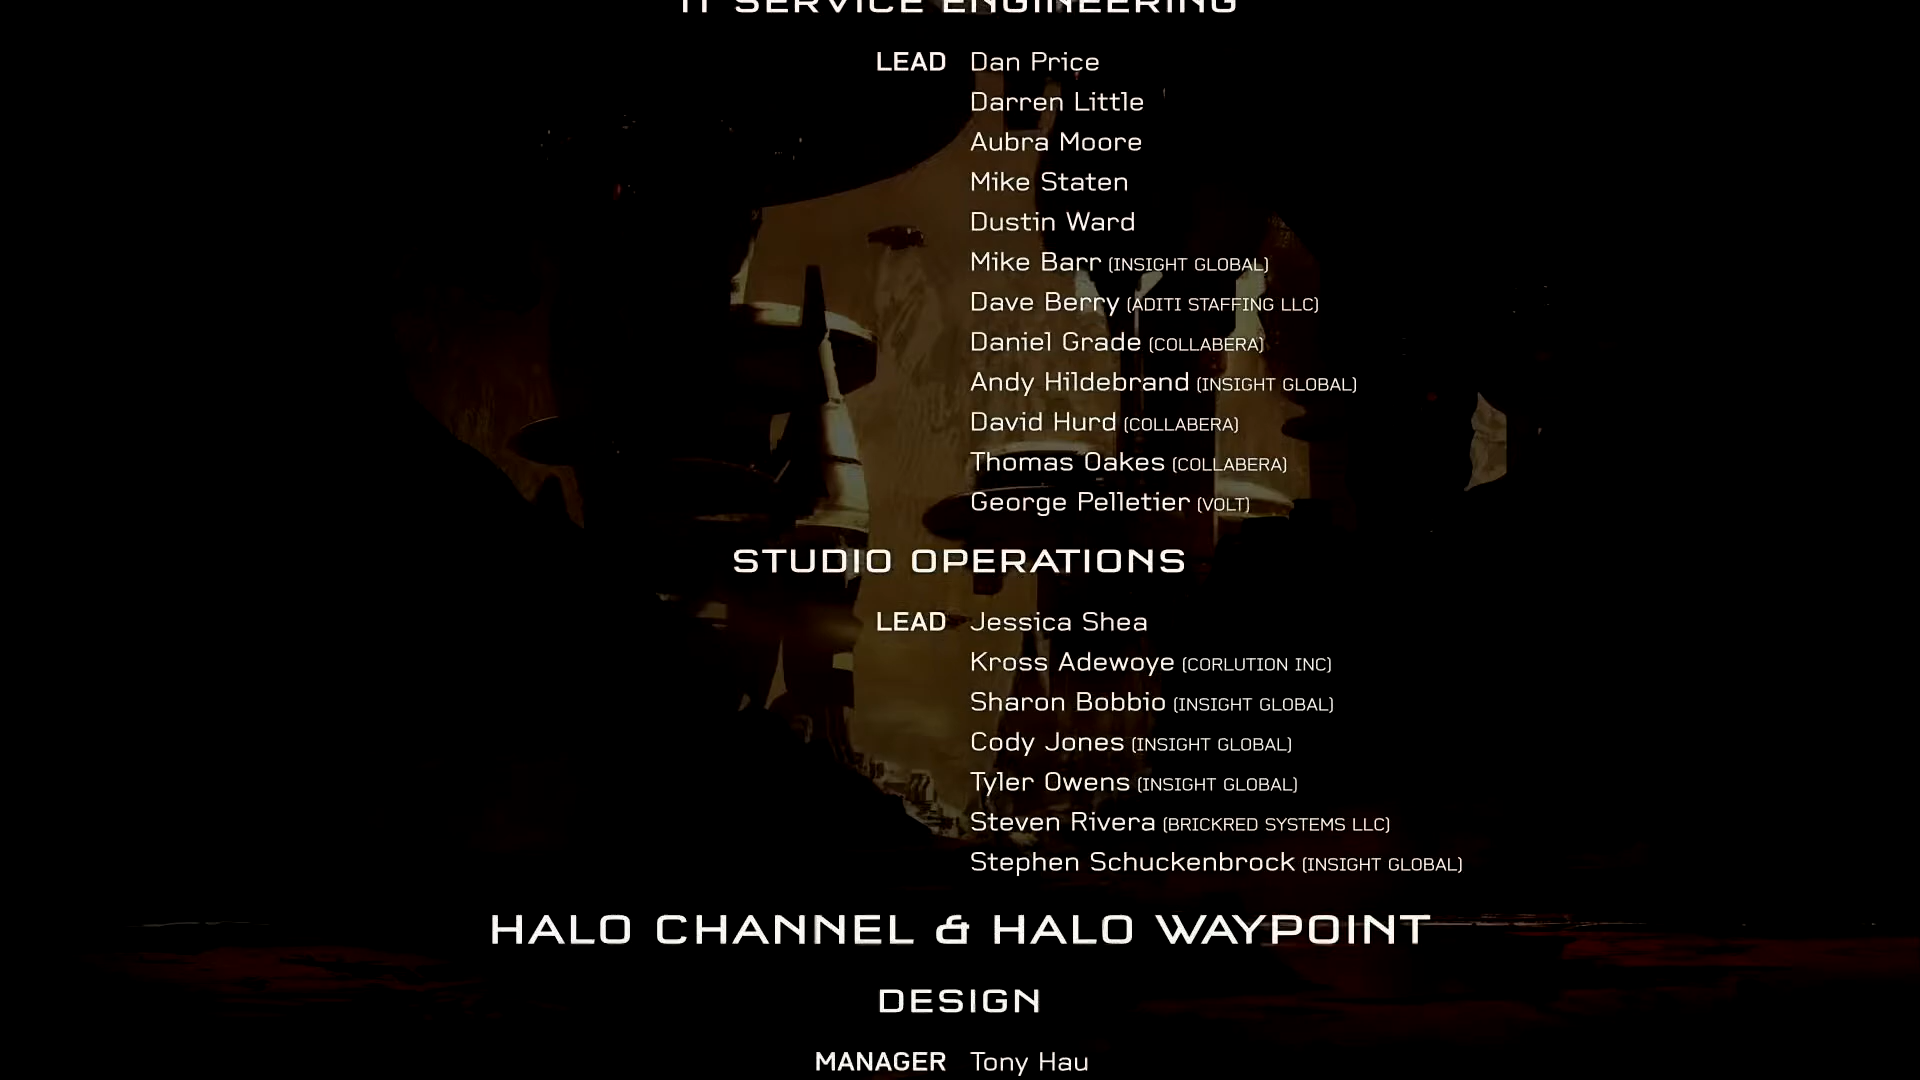 IT SERVICE ENGINEERING
LEAD Dan Price
Darren Little
Aubra Moore
Mike Staten
Dustin Ward
Mike Barr (INSIGHT GLOBAL)
Dave Berry (ADITI STAFFING LLC)
Daniel Grade (COLLABERA)
Andy Hildebrand (INSIGHT GLOBAL)
David Hurd (COLLABERA)
Thomas Oakes (COLLABERA)
George Pelletier (VOLT)
STUDIO OPERATIONS
LEAD Jessica Shea
Kross Adewoye (CORLUTION INC)
Sharon Bobbio (INSIGHT GLOBAL)
Cody Jones (INSIGHT GLOBAL)
Tyler Owens (INSIGHT GLOBAL)
Steven Rivera (BRICKRED SYSTEMS LLC)
Stephen Schuckenbrock (INSIGHT GLOBAL)
HALO CHANNEL & HALO WAYPOINT
DESIGN
MANAGER Tony Hau